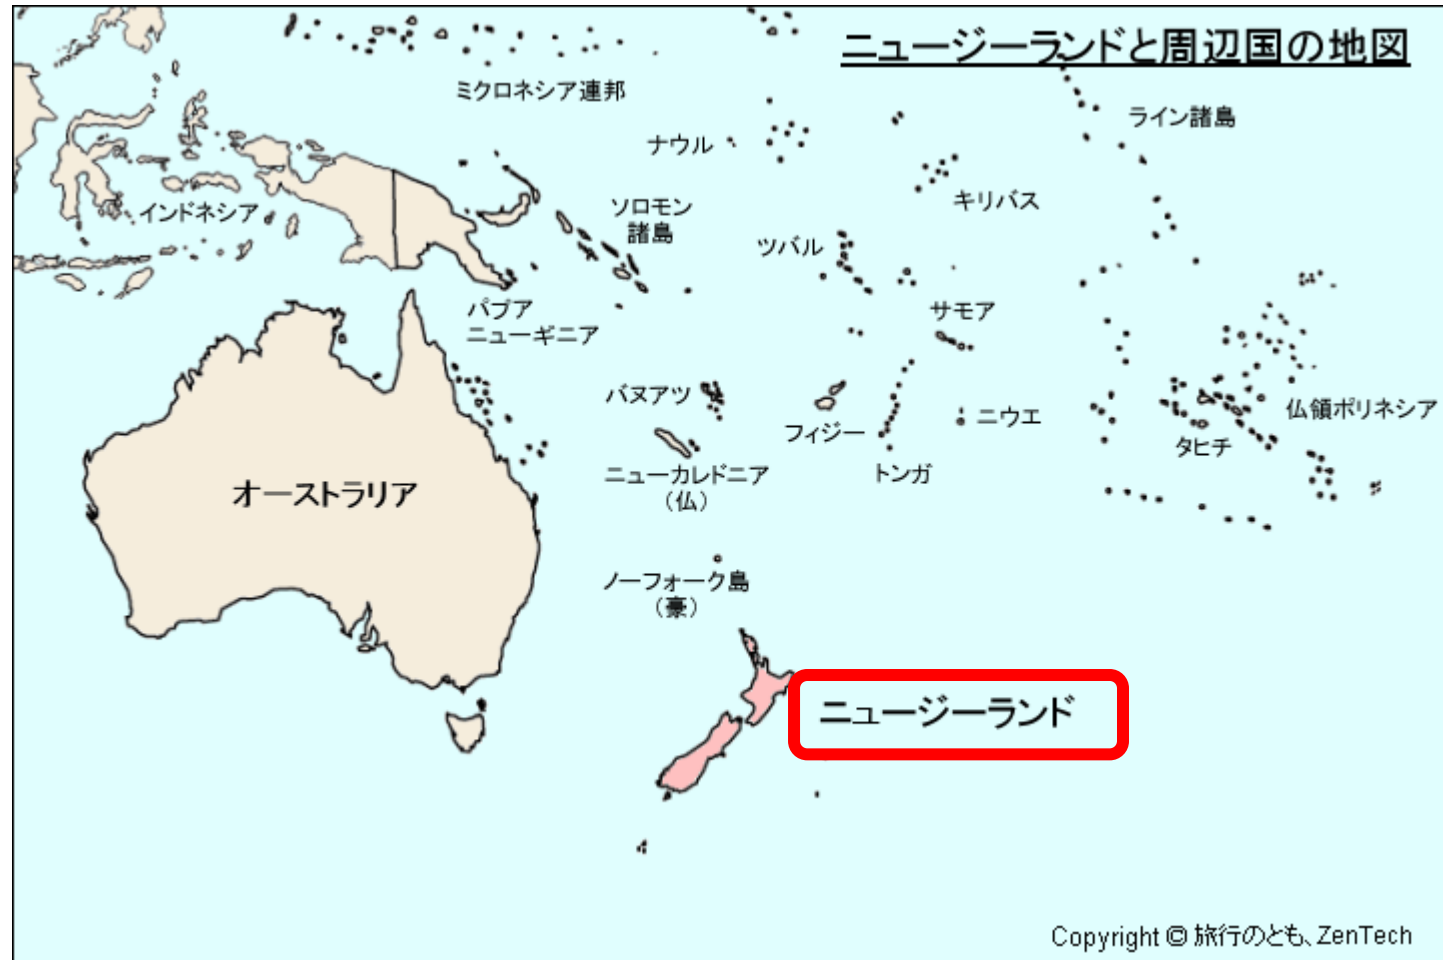 ニュージーランドと周辺国の地図
ミクロネシア連邦
ライン諸島
ナウル
キリバス
インドネシア
ソロモン
諸島
ツバル
サモア
パプア
ニューギニア
バヌアツ
フィジー
ニウエ
仏領ポリネシア
タヒチ
トンガ
ニューカレドニア
（仏）
オーストラリア
ノーフォーク島
（豪）
ニュージーランド
Copyright © 旅行のとも、ZenTech